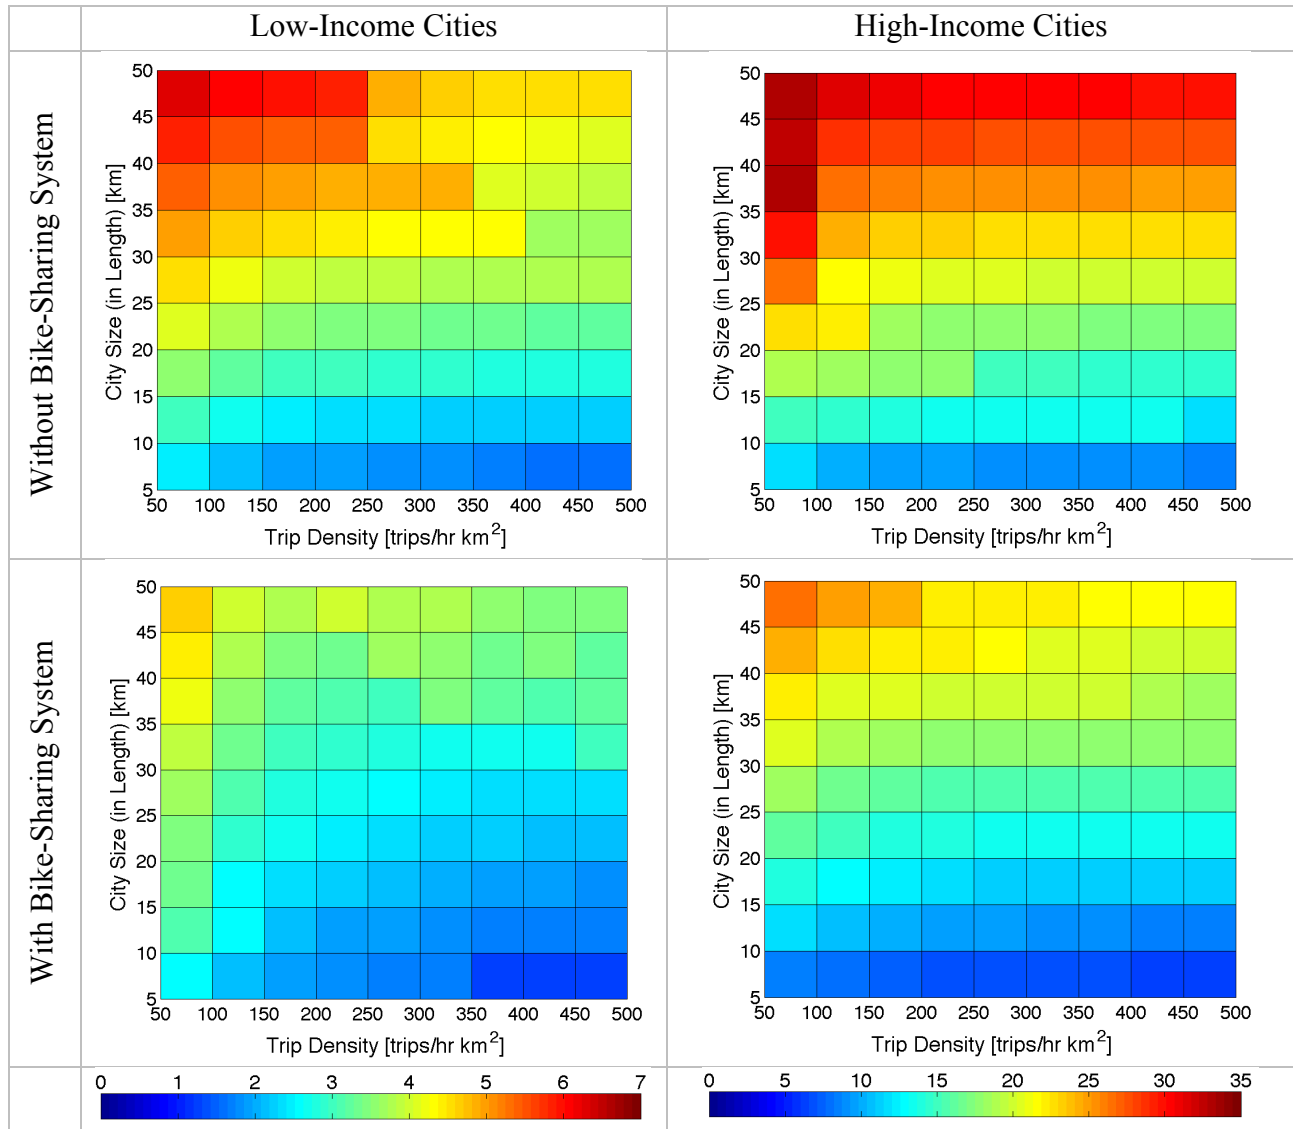 Low-Income Cities
High-Income Cities
Without Bike-Sharing System
City Size (in Length) [km]
50
45
40
35
30
25
20
15
10
5
50 100 150 200 250 300 350 400 450 500
Trip Density [trips/hr km²]
City Size (in Length) [km]
50
45
40
35
30
25
20
15
10
5
50 100 150 200 250 300 350 400 450 500
Trip Density [trips/hr km²]
With Bike-Sharing System
City Size (in Length) [km]
50
45
40
35
30
25
20
15
10
5
50 100 150 200 250 300 350 400 450 500
Trip Density [trips/hr km²]
City Size (in Length) [km]
50
45
40
35
30
25
20
15
10
5
50 100 150 200 250 300 350 400 450 500
Trip Density [trips/hr km²]
0 1 2 3 4 5 6 7
0 5 10 15 20 25 30 35